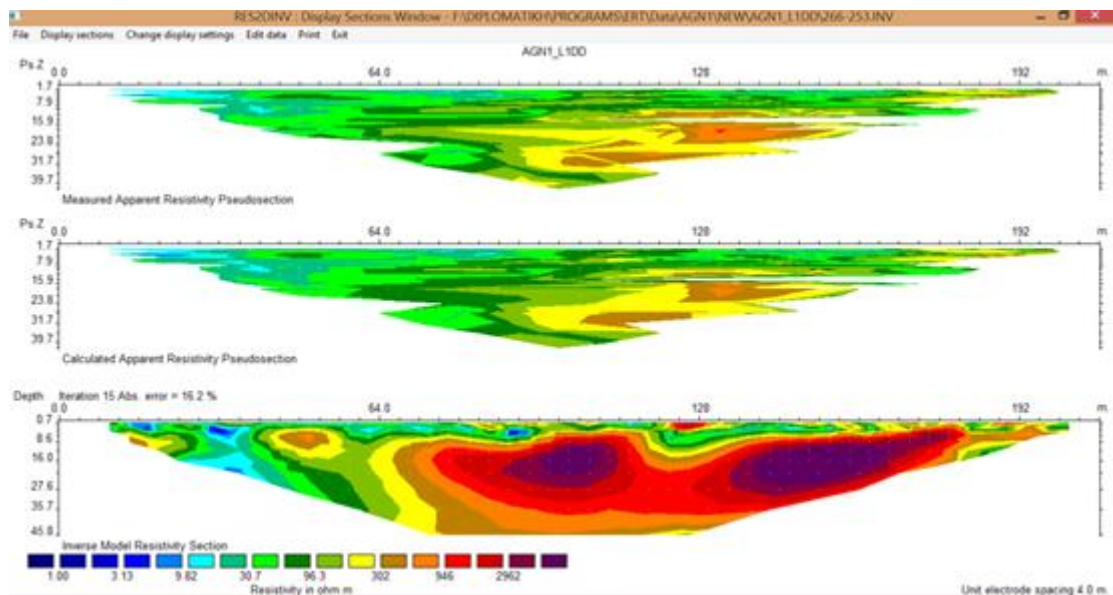 RES2DINV : Display Sections Window - F:\DIPLOMATIKH\PROGRAMS\ERT\Data\AGN1\NEW\AGN1_L1DD\266-253.INV
File Display sections Change display settings Edit data Print Exit
AGN1_L1DD
Ps.Z 0.0 64.0 128 192 m.
1.7
7.9
15.9
23.8
31.7
39.7
Measured Apparent Resistivity Pseudosection
Ps.Z 0.0 64.0 128 192 m.
1.7
7.9
15.9
23.8
31.7
39.7
Calculated Apparent Resistivity Pseudosection
Depth Iteration 15 Abs. error = 16.2 %
0.0 64.0 128 192 m.
0.7
8.6
16.0
27.6
35.7
45.8
Inverse Model Resistivity Section
1.00 3.13 9.82 30.7 96.3 302 946 2962
Resistivity in ohm m
Unit electrode spacing 4.0 m.